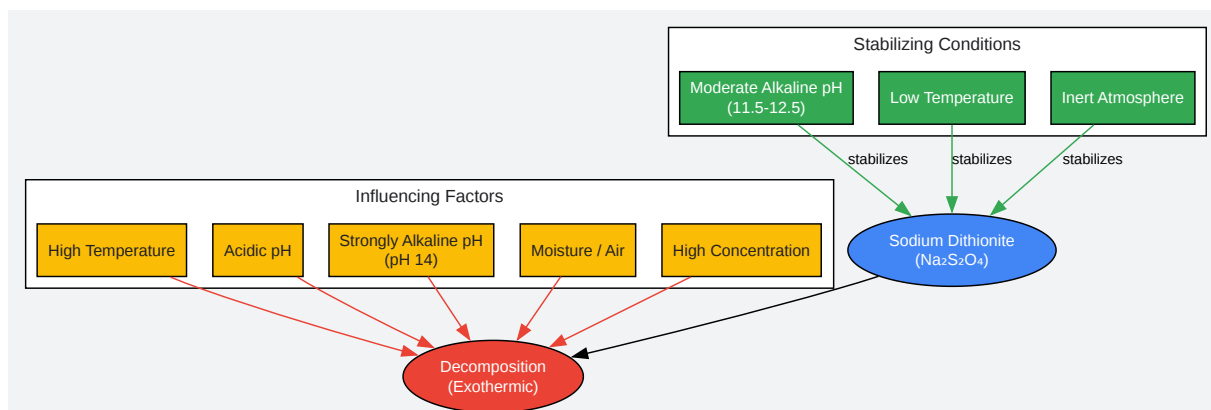 Stabilizing Conditions
Moderate Alkaline pH
(11.5-12.5)
Low Temperature
Inert Atmosphere
stabilizes
stabilizes
stabilizes
Influencing Factors
High Temperature
Acidic pH
Strongly Alkaline pH
(pH 14)
Moisture / Air
High Concentration
Sodium Dithionite
(Na₂S₂O₄)
Decomposition
(Exothermic)